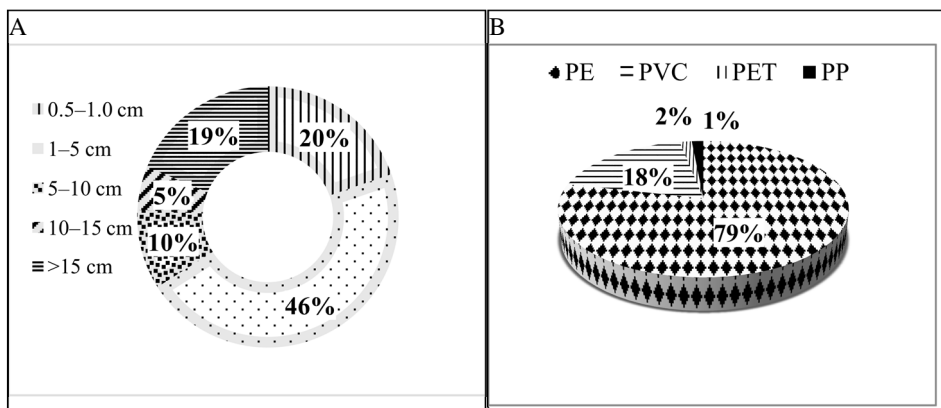 A
0.5–1.0 cm
1–5 cm
5–10 cm
10–15 cm
>15 cm
19%
20%
5%
10%
46%
B
PE PVC PET PP
2% 1%
18%
79%